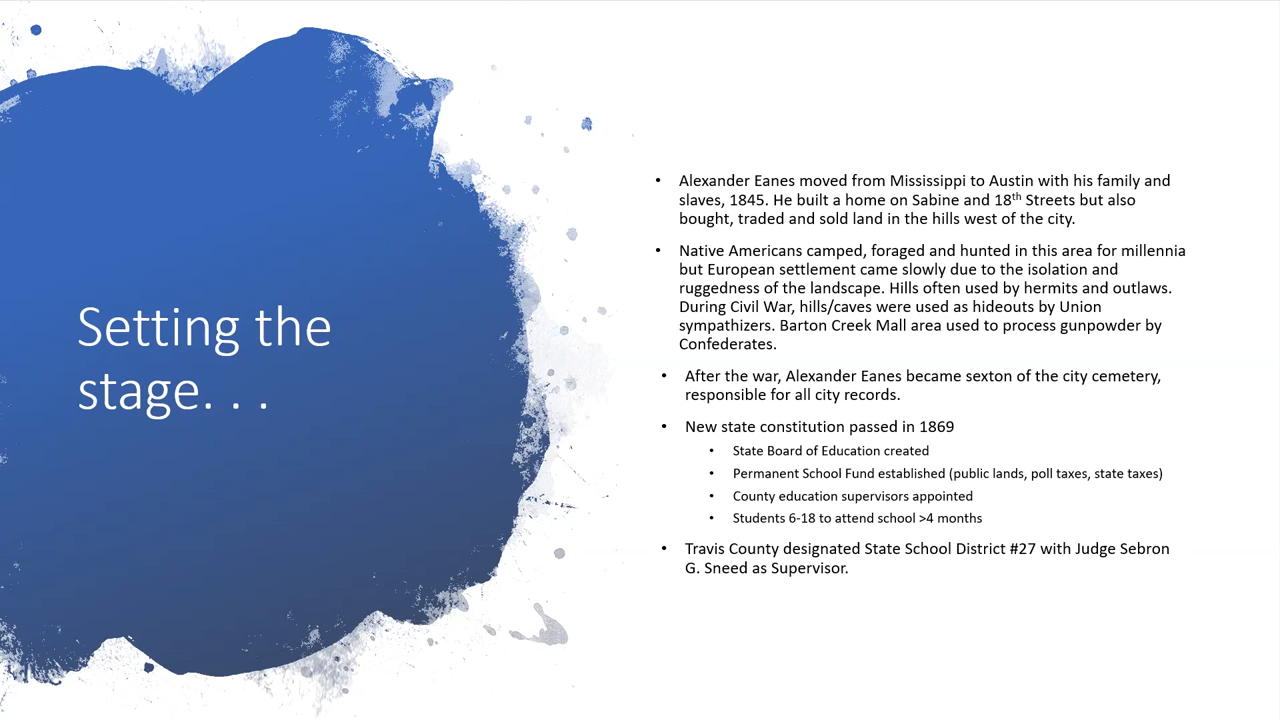 Setting the
stage. . .
• Alexander Eanes moved from Mississippi to Austin with his family and
slaves, 1845. He built a home on Sabine and 18th Streets but also
bought, traded and sold land in the hills west of the city.
• Native Americans camped, foraged and hunted in this area for millennia
but European settlement came slowly due to the isolation and
ruggedness of the landscape. Hills often used by hermits and outlaws.
During Civil War, hills/caves were used as hideouts by Union
sympathizers. Barton Creek Mall area used to process gunpowder by
Confederates.
• After the war, Alexander Eanes became sexton of the city cemetery,
responsible for all city records.
• New state constitution passed in 1869
• State Board of Education created
• Permanent School Fund established (public lands, poll taxes, state taxes)
• County education supervisors appointed
• Students 6-18 to attend school >4 months
• Travis County designated State School District #27 with Judge Sebron
G. Sneed as Supervisor.